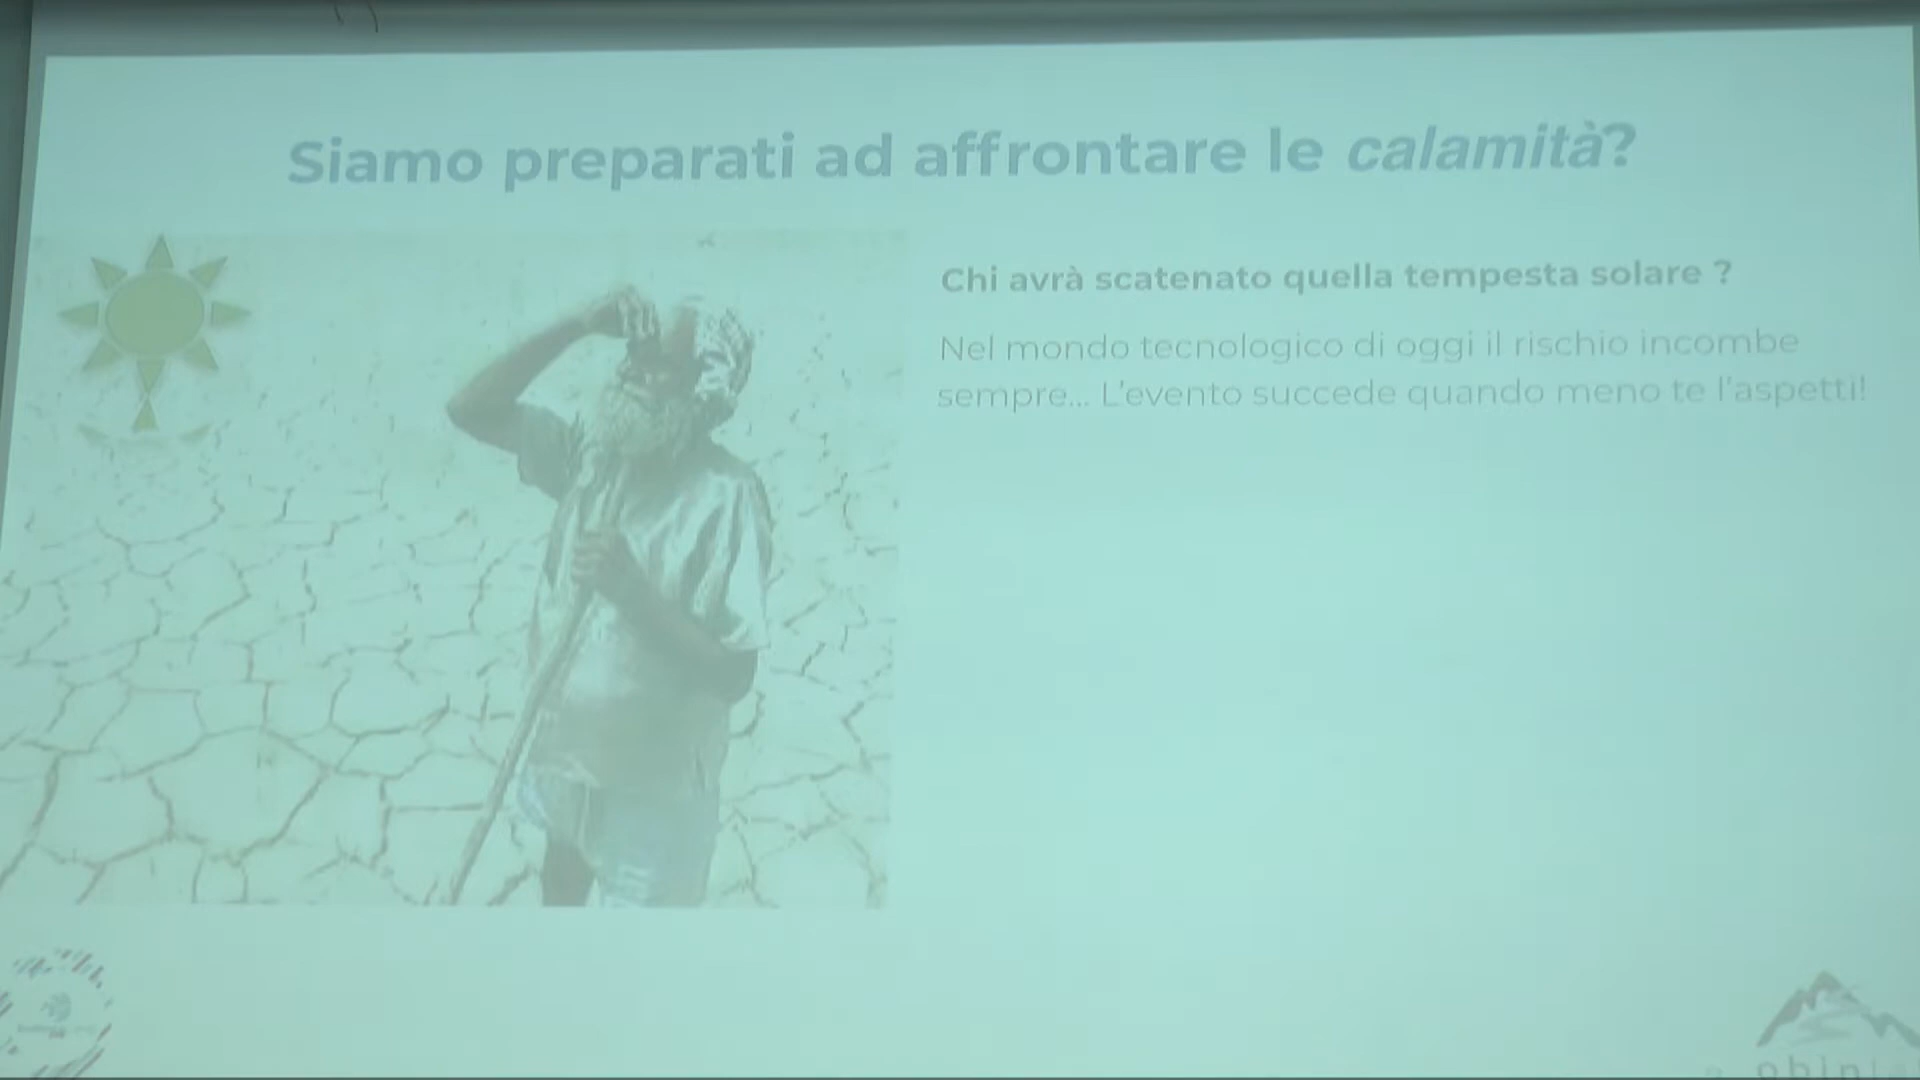 Siamo preparati ad affrontare le calamità?
Chi avrà scatenato quella tempesta solare ?
Nel mondo tecnologico di oggi il rischio incombe
sempre... L'evento succede quando meno te l'aspetti!